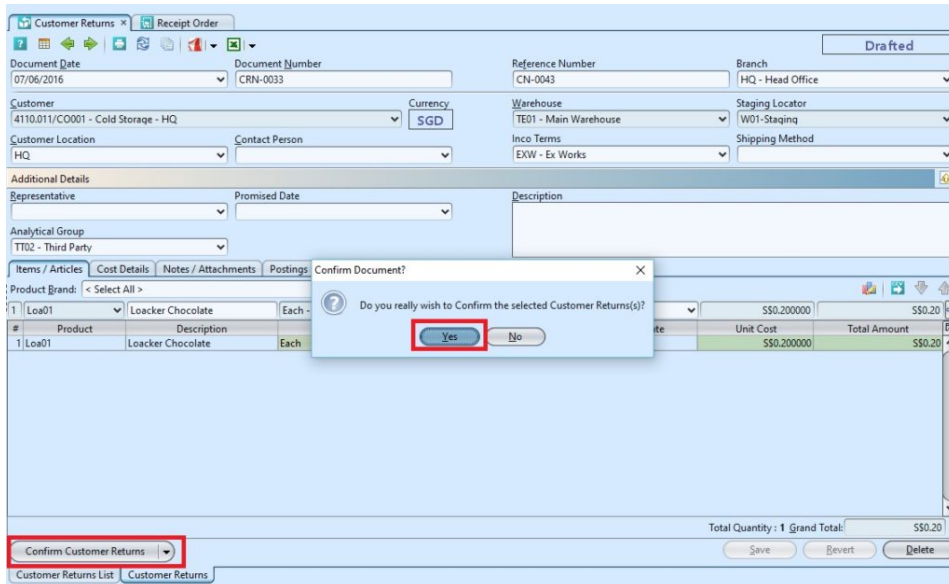 Customer Returns × Receipt Order
Drafted
Document Date Document Number Reference Number Branch
07/06/2016 CRN-0033 CN-0043 HQ - Head Office
Customer Currency Warehouse Staging Locator
4110.011/CO001 - Cold Storage - HQ SGD TE01 - Main Warehouse W01-Staging
Customer Location Contact Person Inco Terms Shipping Method
HQ EXW - Ex Works
Additional Details
Representative Promised Date Description
Analytical Group
TT02 - Third Party
Items / Articles Cost Details Notes / Attachments Postings Confirm Document? ×
Product Brand: < Select All >
Do you really wish to Confirm the selected Customer Returns(s)?
1 Loa01 Loacker Chocolate Each - S$0.200000 S$0.20
Yes No
# Product Description Unit Cost Total Amount
1 Loa01 Loacker Chocolate Each S$0.200000 S$0.20
Total Quantity : 1 Grand Total: S$0.20
Confirm Customer Returns Save Revert Delete
Customer Returns List Customer Returns